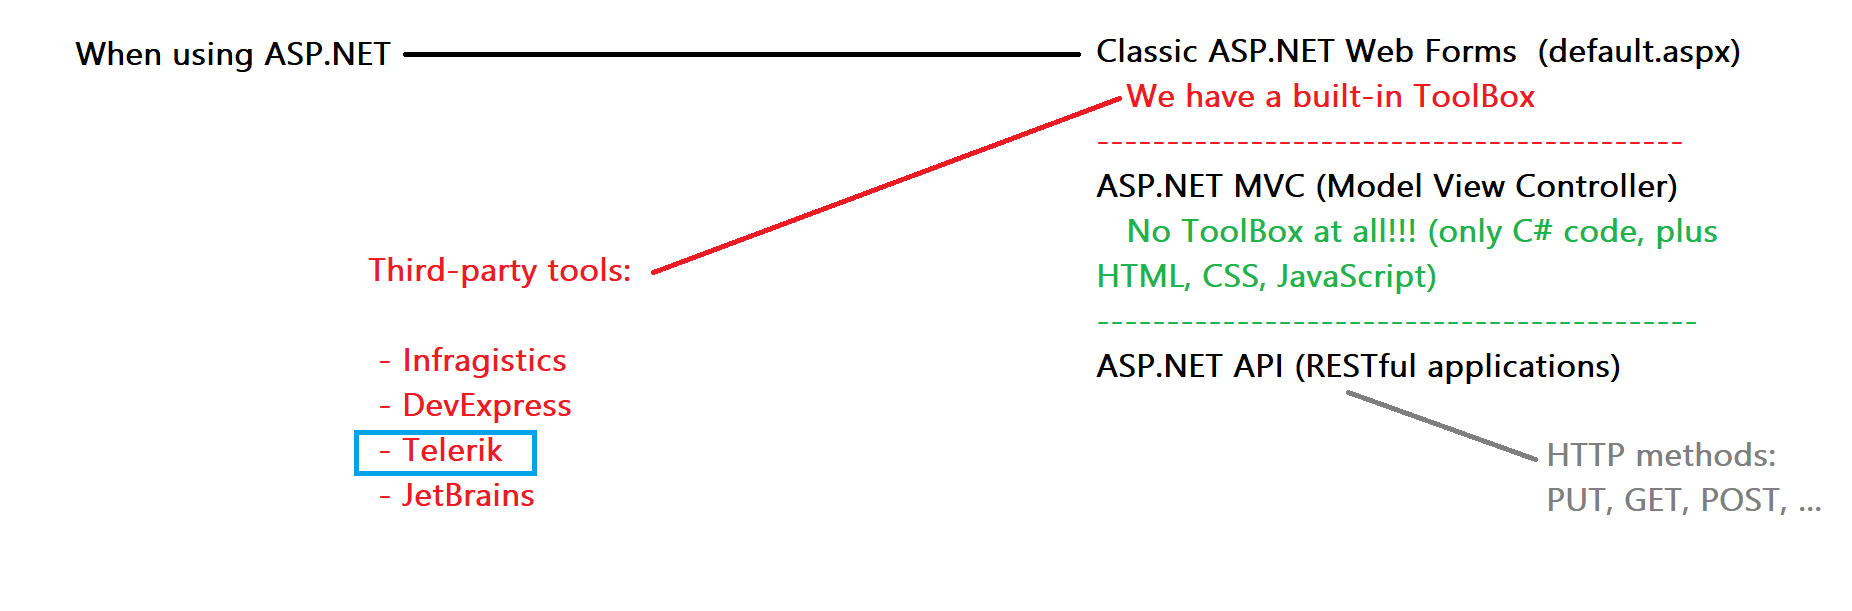 When using ASP.NET
Classic ASP.NET Web Forms  (default.aspx)
We have a built-in ToolBox
------------------------------------------
ASP.NET MVC (Model View Controller)
No ToolBox at all!!! (only C# code, plus
HTML, CSS, JavaScript)
-------------------------------------------
ASP.NET API (RESTful applications)
HTTP methods:
PUT, GET, POST, ...
Third-party tools:
- Infragistics
- DevExpress
- Telerik
- JetBrains